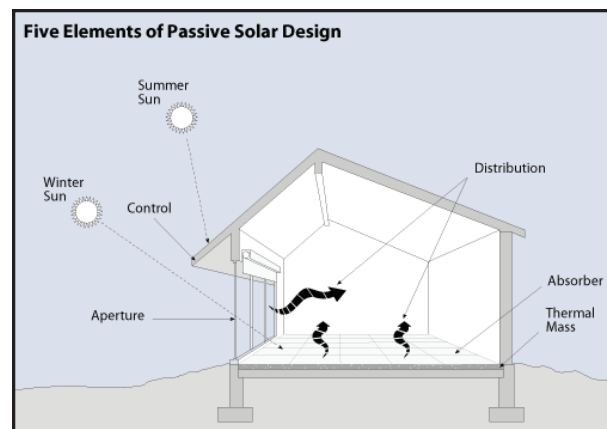 Five Elements of Passive Solar Design
Summer
Sun
Winter
Sun
Control
Distribution
Aperture
Absorber
Thermal
Mass